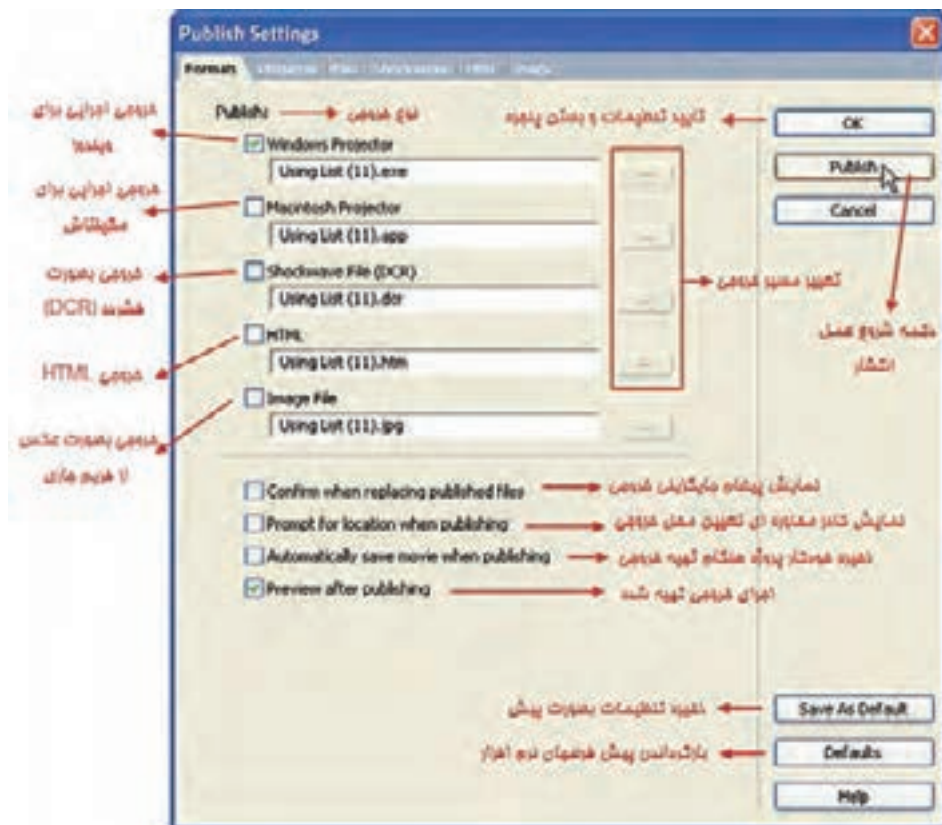 Publish Settings
Formats
Publish: نوع خروجی
تایید تنظیمات و بستن پنجره
OK
خروجی اجرایی برای
ویندوز
Windows Projector
Using List (11).exe
Publish
خروجی اجرایی برای
مکینتاش
Macintosh Projector
Using List (11).app
Cancel
خروجی بصورت
فشرده (DCR)
Shockwave File (DCR)
Using List (11).dcr
تعیین مسیر خروجی
دکمه شروع عمل
انتشار
خروجی HTML
HTML
Using List (11).htm
خروجی بصورت عکس
از فریم جاری
Image File
Using List (11).jpg
Confirm when replacing published files
نمایش پیغام جایگزینی خروجی
Prompt for location when publishing
نمایش کادر محاوره ای تعیین محل خروجی
Automatically save movie when publishing
ذخیره خودکار پروژه هنگام تهیه خروجی
Preview after publishing
اجرای خروجی تهیه شده
ذخیره تنظیمات بصورت پیش
Save As Default
بازگرداندن پیش فرضهای نرم افزار
Defaults
Help